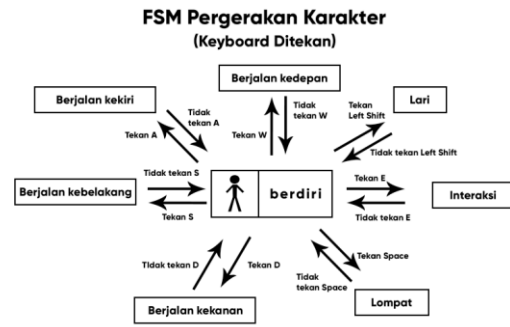 FSM Pergerakan Karakter
(Keyboard Ditekan)
Berjalan kedepan
Berjalan kekiri
Lari
Tidak
tekan A
Tekan A
Tidak
tekan W
Tekan W
Tekan
Left Shift
Tidak tekan Left Shift
Berjalan kebelakang
Tidak tekan S
Tekan S
berdiri
Tekan E
Tidak tekan E
Interaksi
TIdak tekan D
Tekan D
Tekan Space
Tidak
tekan Space
Berjalan kekanan
Lompat